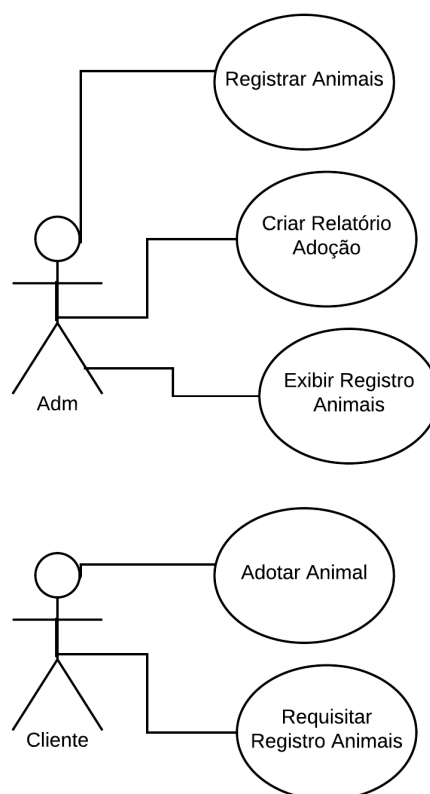 Registrar Animais
Criar Relatório
Adoção
Exibir Registro
Animais
Adm
Adotar Animal
Requisitar
Registro Animais
Cliente